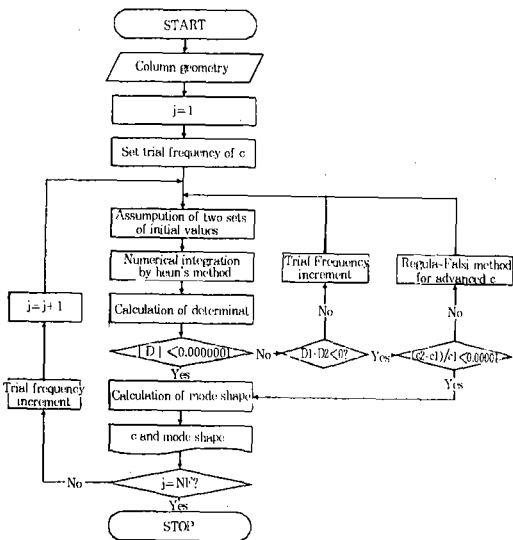 START
Column geometry
j=1
Set trial frequency of c
Assumpution of two sets
of initial values
Numerical integration
by heun's method
Calculation of determinat
|D|<0.000001
No
D1·D2<0?
Yes
(c2-c1)/c1<0.0001
Trial Frequency
increment
No
Regula-Falsi method
for advanced c
No
Yes
Yes
Calculation of mode shape
c and mode shape
j=NF?
No
Trial frequency
increment
j=j+1
Yes
STOP